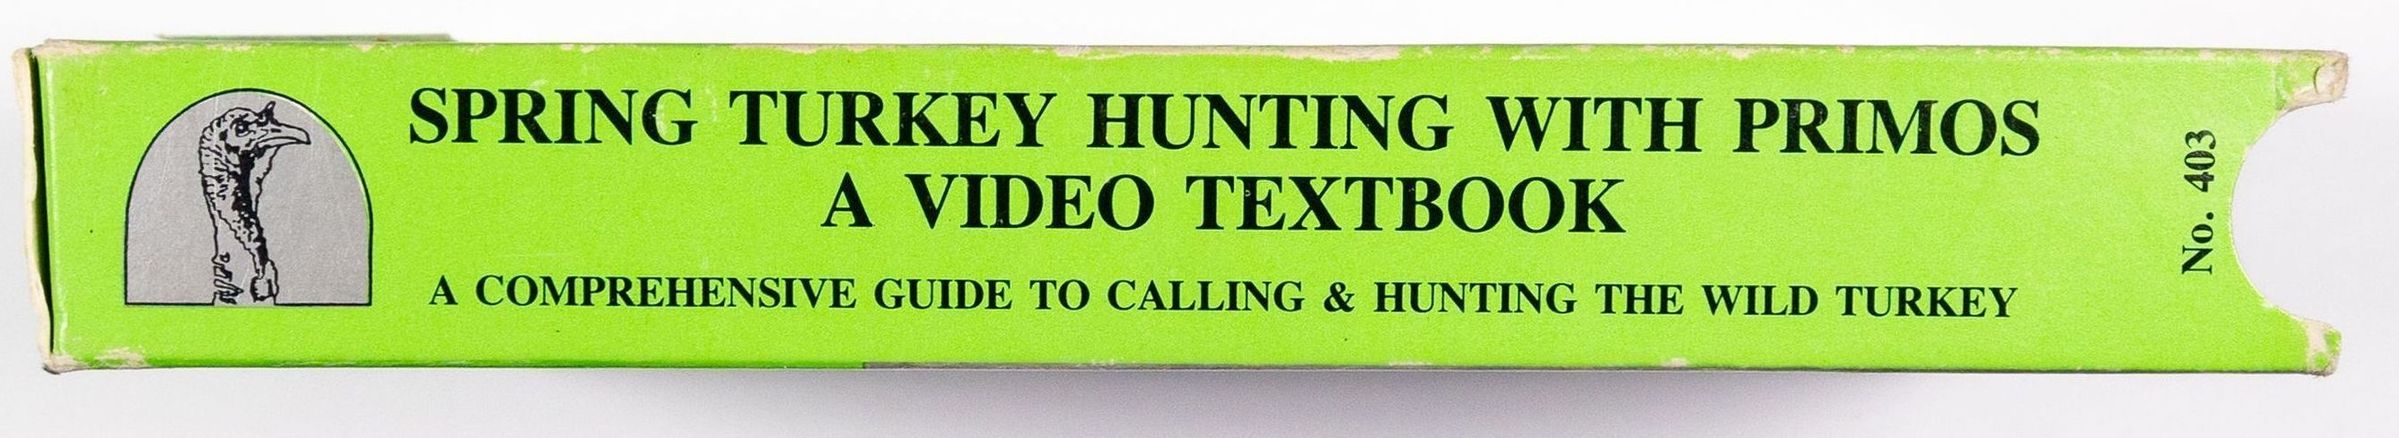 SPRING TURKEY HUNTING WITH PRIMOS
A VIDEO TEXTBOOK
A COMPREHENSIVE GUIDE TO CALLING & HUNTING THE WILD TURKEY
No. 403